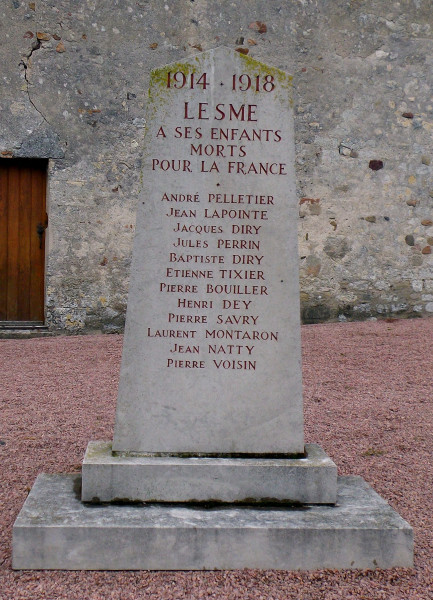 1914 · 1918
LESME
A SES ENFANTS
MORTS
POUR LA FRANCE
ANDRÉ PELLETIER
JEAN LAPOINTE
JACQUES DIRY
JULES PERRIN
BAPTISTE DIRY
ETIENNE TIXIER
PIERRE BOUILLER
HENRI DEY
PIERRE SAVRY
LAURENT MONTARON
JEAN NATTY
PIERRE VOISIN